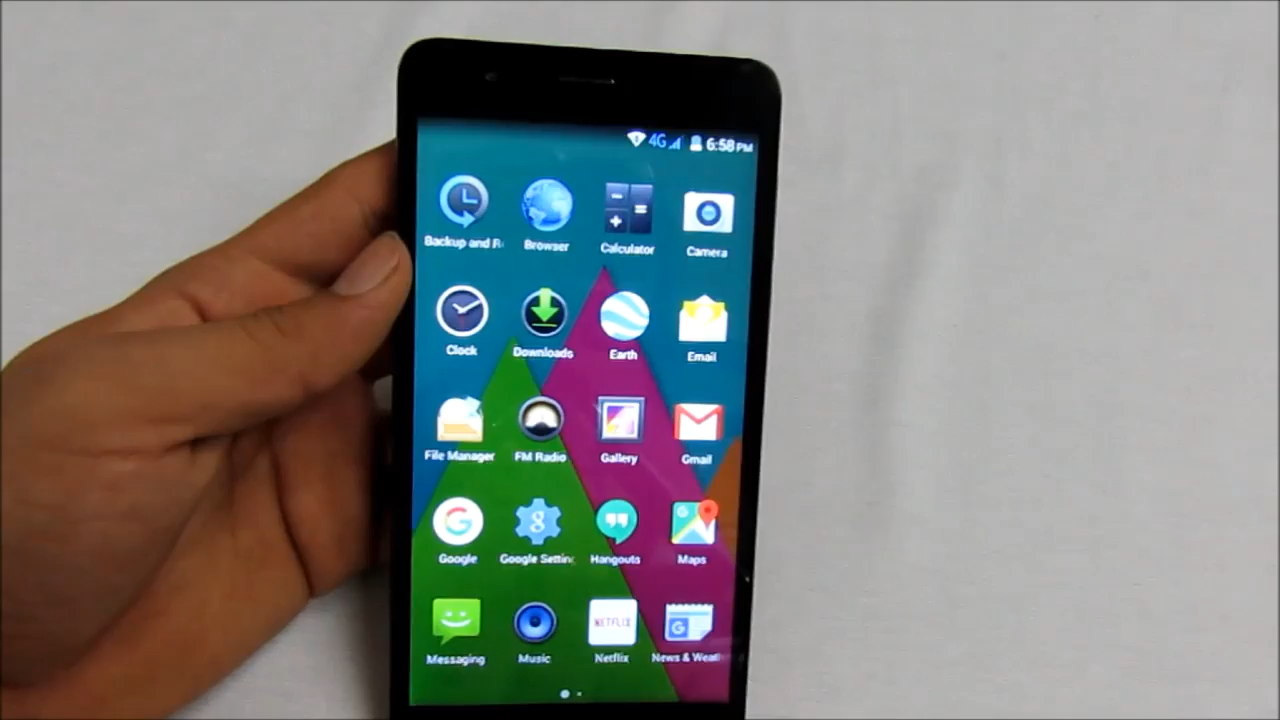 4G 6:58 PM
Backup and R
Browser
Calculator
Camera
Clock
Downloads
Earth
Email
File Manager
FM Radio
Gallery
Gmail
Google
Google Settin
Hangouts
Maps
NETFLIX
Messaging
Music
Netflix
News & Weat